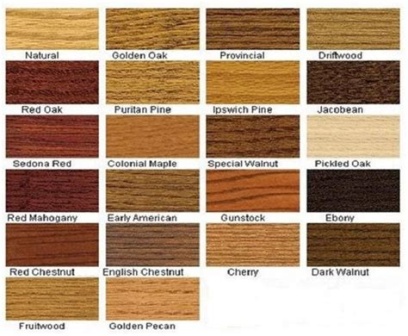 Natural
Golden Oak
Provincial
Driftwood
Red Oak
Puritan Pine
Ipswich Pine
Jacobean
Sedona Red
Colonial Maple
Special Walnut
Pickled Oak
Red Mahogany
Early American
Gunstock
Ebony
Red Chestnut
English Chestnut
Cherry
Dark Walnut
Fruitwood
Golden Pecan